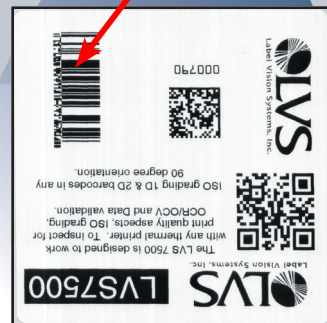 LVS
Label Vision Systems, Inc.
LVS7500
The LVS 7500 is designed to work
with any thermal printer. To inspect for
print quality aspects, ISO grading,
OCR/OCV and Data validation.
ISO grading 1D & 2D barcodes in any
90 degree orientation.
LVS
Label Vision Systems, Inc.
000790